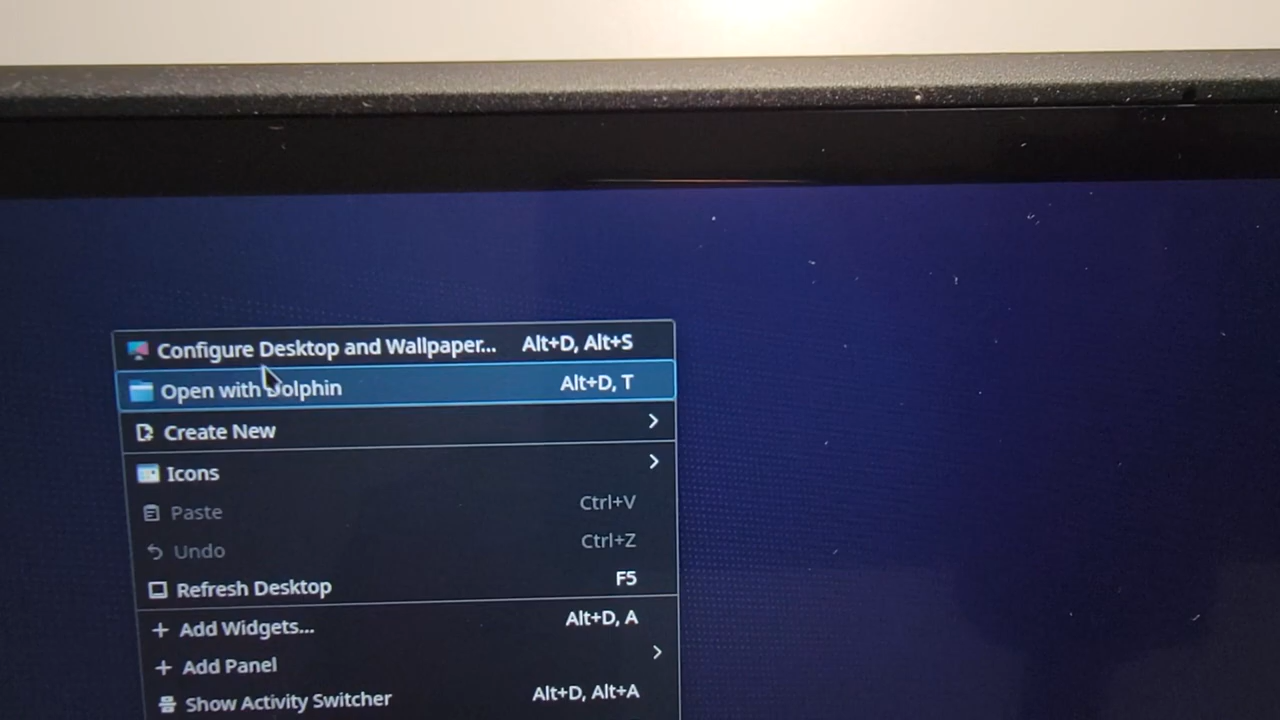 Configure Desktop and Wallpaper... Alt+D, Alt+S
Open with Dolphin Alt+D, T
Create New
Icons
Paste Ctrl+V
Undo Ctrl+Z
Refresh Desktop F5
Add Widgets... Alt+D, A
Add Panel
Show Activity Switcher Alt+D, Alt+A